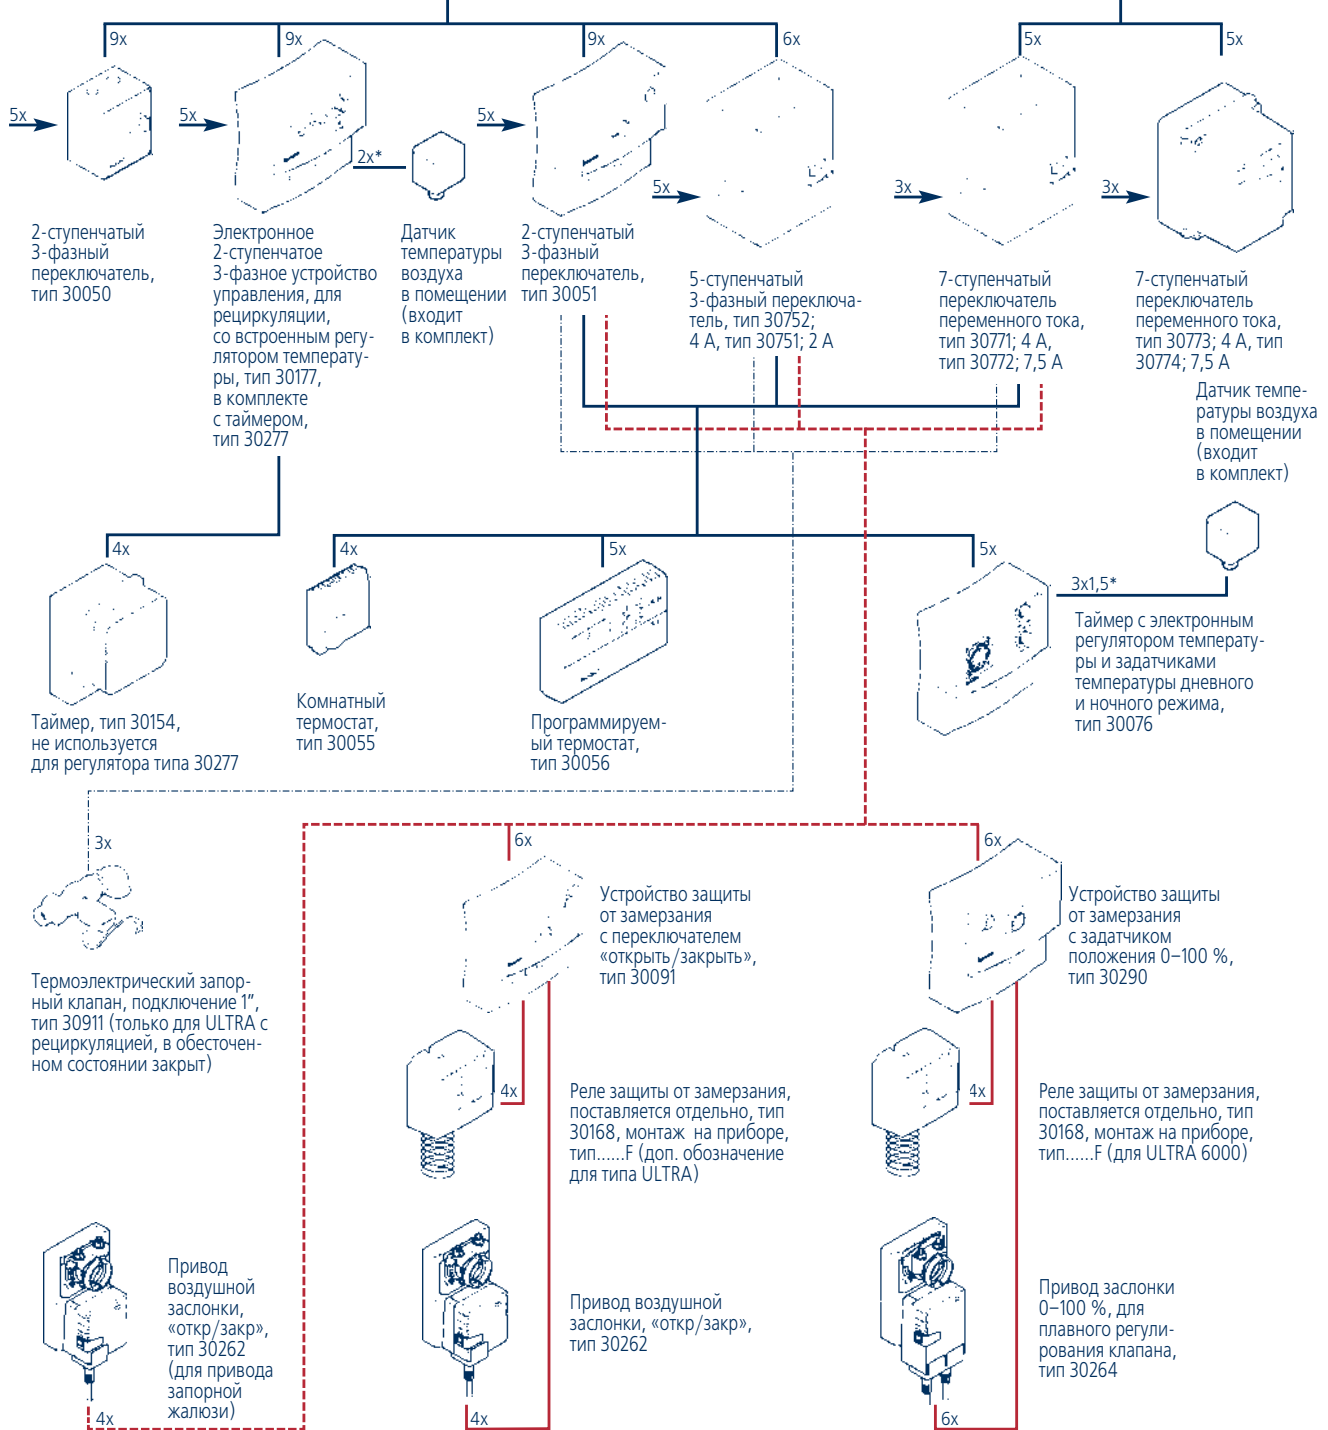 9x
9x
9x
6x
5x
5x
5x
5x
5x
2x*
5x
3x
3x
2-ступенчатый
3-фазный
переключатель,
тип 30050
Электронное
2-ступенчатое
3-фазное устройство
управления, для
рециркуляции,
со встроенным регу-
лятором температу-
ры, тип 30177,
в комплекте
с таймером,
тип 30277
Датчик
температуры
воздуха
в помещении
(входит
в комплект)
2-ступенчатый
3-фазный
переключатель,
тип 30051
5-ступенчатый
3-фазный переключа-
тель, тип 30752;
4 А, тип 30751; 2 А
7-ступенчатый
переключатель
переменного тока,
тип 30771; 4 А,
тип 30772; 7,5 А
7-ступенчатый
переключатель
переменного тока,
тип 30773; 4 А, тип
30774; 7,5 А
Датчик темпе-
ратуры воздуха
в помещении
(входит
в комплект)
4x
4x
5x
5x
3x1,5*
Таймер, тип 30154,
не используется
для регулятора типа 30277
Комнатный
термостат,
тип 30055
Программируем-
ый термостат,
тип 30056
Таймер с электронным
регулятором температу-
ры и задатчиками
температуры дневного
и ночного режима,
тип 30076
3x
6x
6x
Термоэлектрический запор-
ный клапан, подключение 1″,
тип 30911 (только для ULTRA с
рециркуляцией, в обесточен-
ном состоянии закрыт)
Устройство защиты
от замерзания
с переключателем
«открыть/закрыть»,
тип 30091
Устройство защиты
от замерзания
с задатчиком
положения 0–100 %,
тип 30290
4x
4x
Реле защиты от замерзания,
поставляется отдельно, тип
30168, монтаж на приборе,
тип......F (доп. обозначение
для типа ULTRA)
Реле защиты от замерзания,
поставляется отдельно, тип
30168, монтаж на приборе,
тип......F (для ULTRA 6000)
Привод
воздушной
заслонки,
«откр/закр»,
тип 30262
(для привода
запорной
жалюзи)
Привод воздушной
заслонки, «откр/закр»,
тип 30262
Привод заслонки
0–100 %, для
плавного регули-
рования клапана,
тип 30264
4x
4x
6x